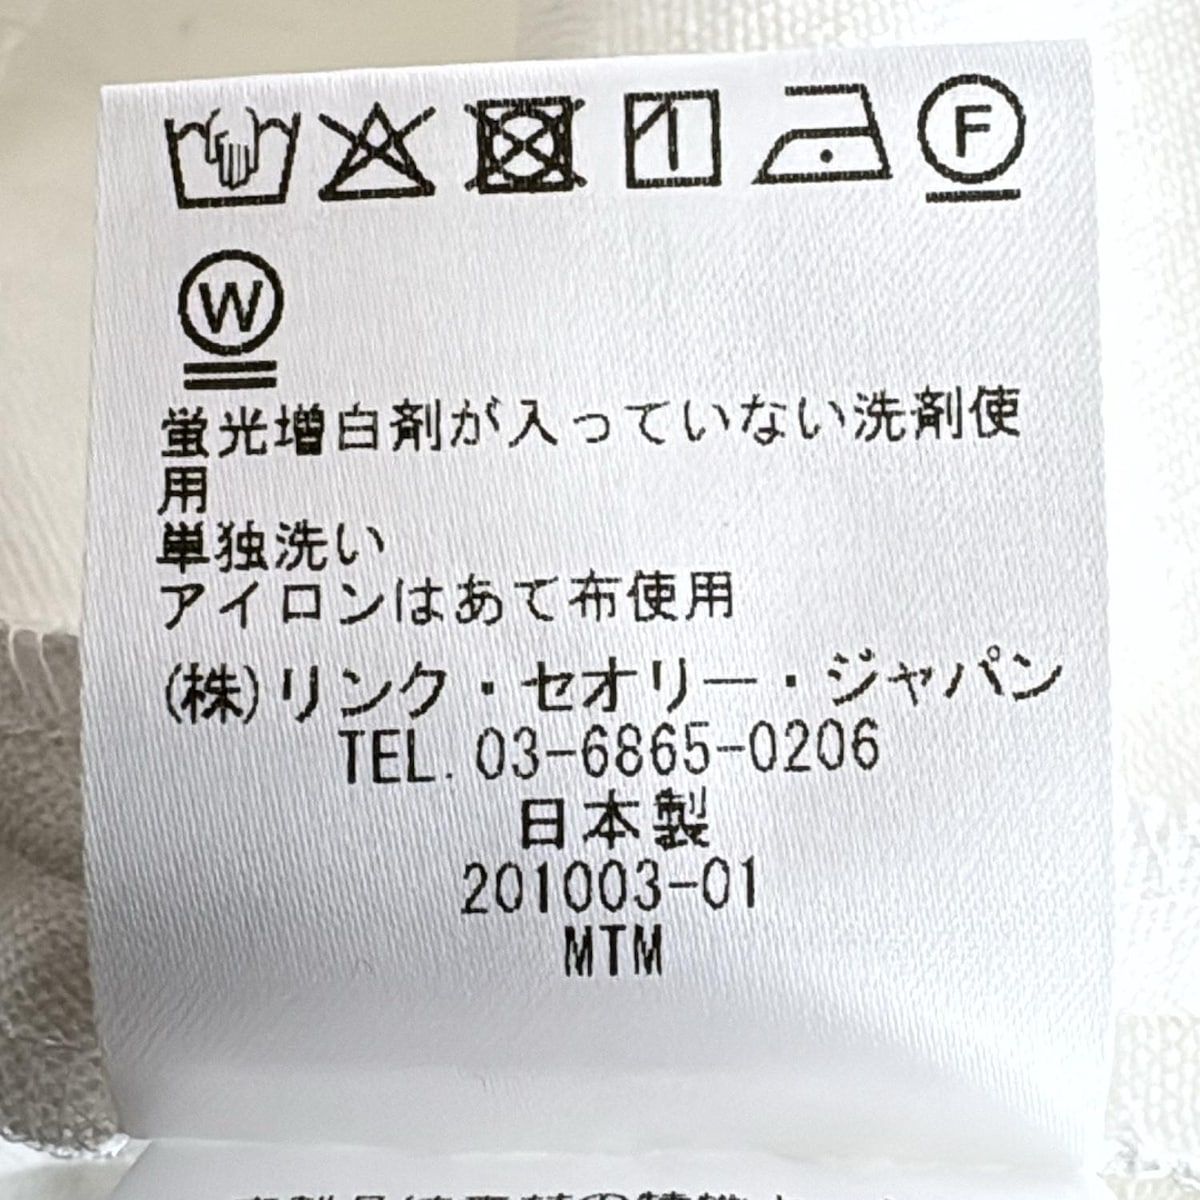 F
W
蛍光増白剤が入っていない洗剤使
用
単独洗い
アイロンはあて布使用
(株)リンク・セオリー・ジャパン
TEL. 03-6865-0206
日本製
201003-01
MTM